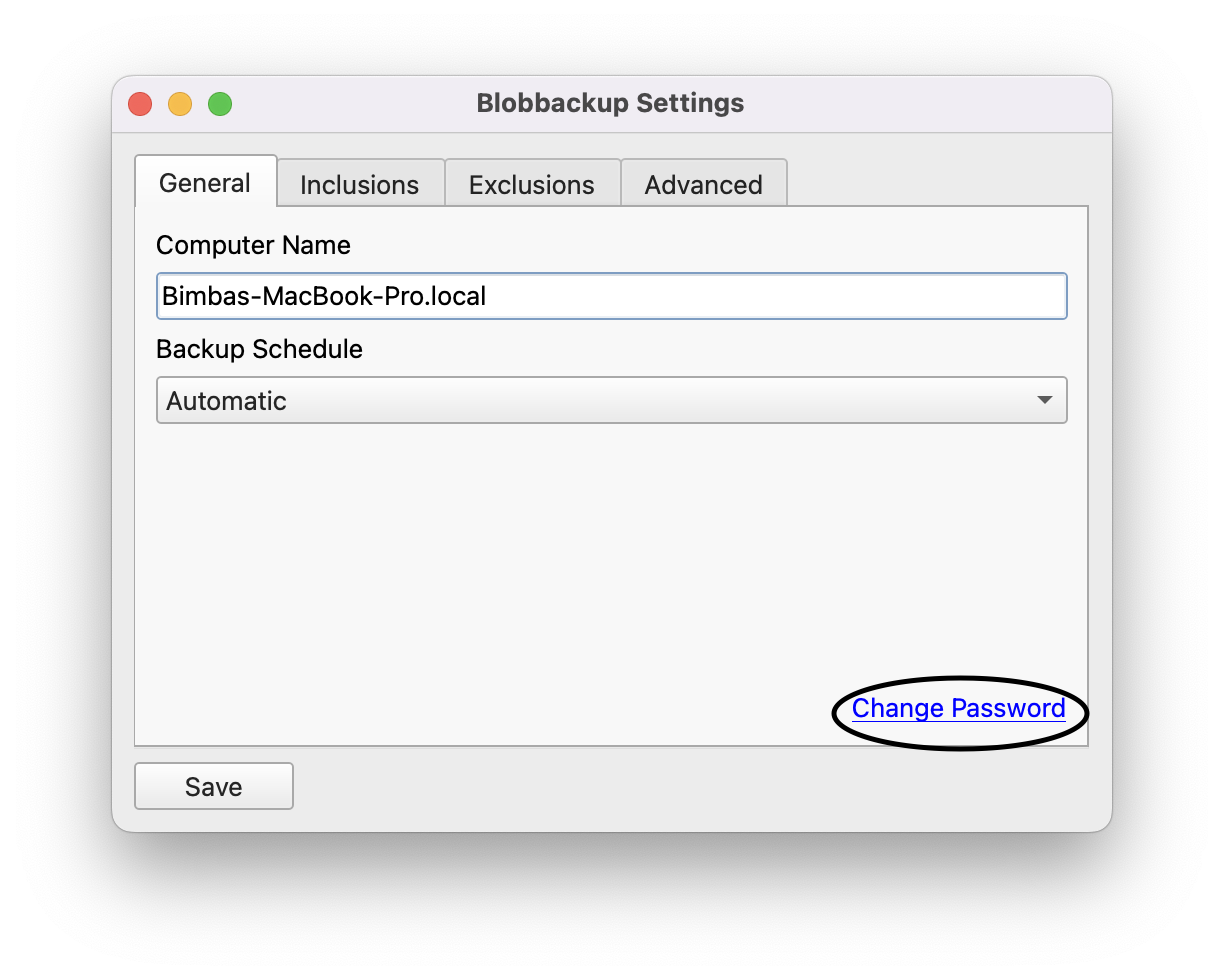 Blobbackup Settings
General Inclusions Exclusions Advanced
Computer Name
Bimbas-MacBook-Pro.local
Backup Schedule
Automatic
Change Password
Save